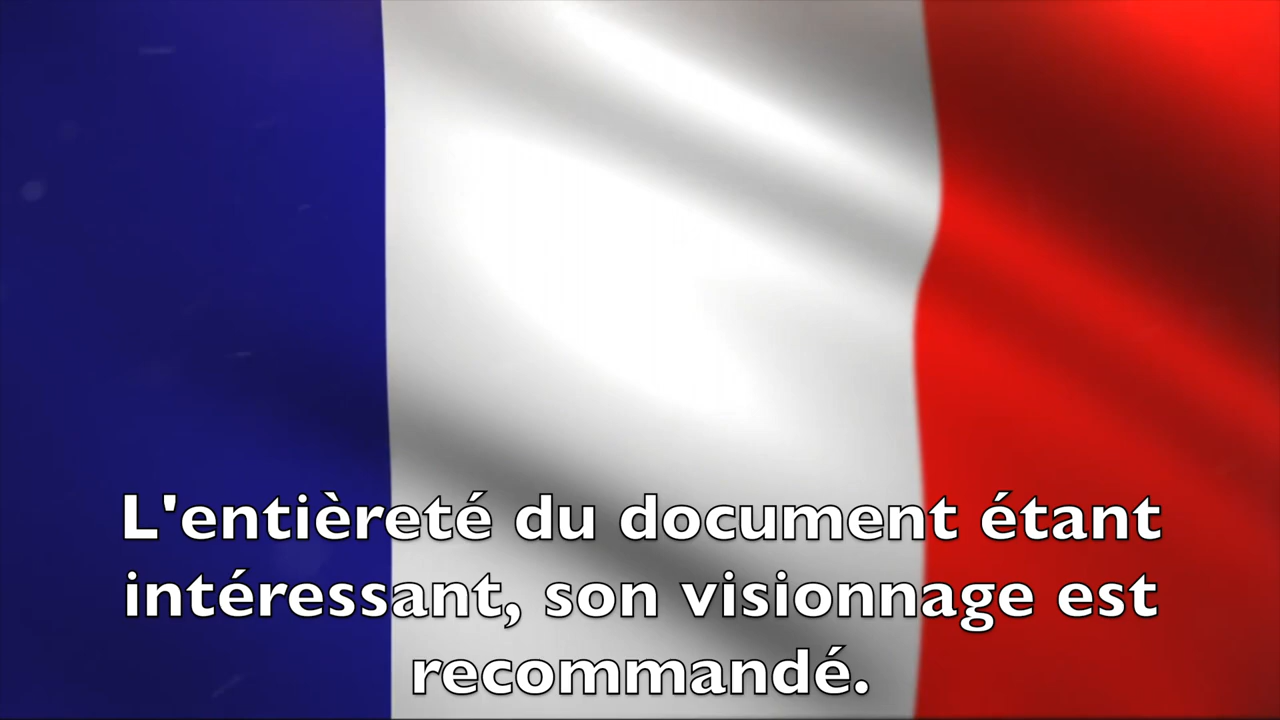 L'entièreté du document étant
intéressant, son visionnage est
recommandé.